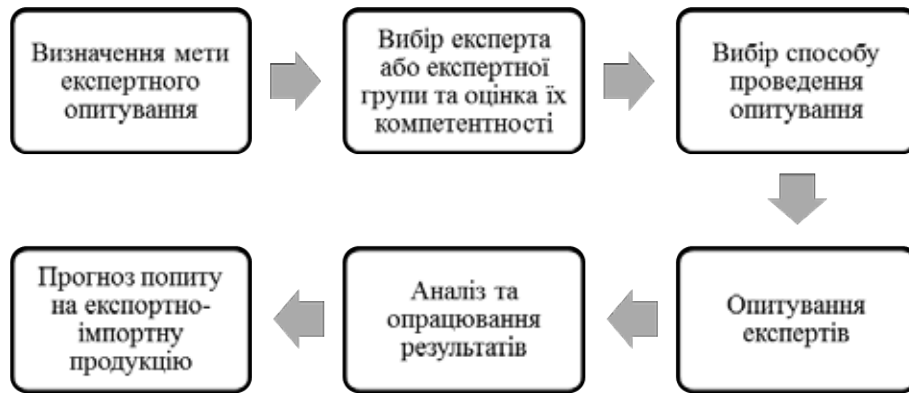 Визначення мети
експертного
опитування
Вибір експерта
або експертної
групи та оцінка їх
компетентності
Вибір способу
проведення
опитування
Опитування
експертів
Аналіз та
опрацювання
результатів
Прогноз попиту
на експортно-
імпортну
продукцію